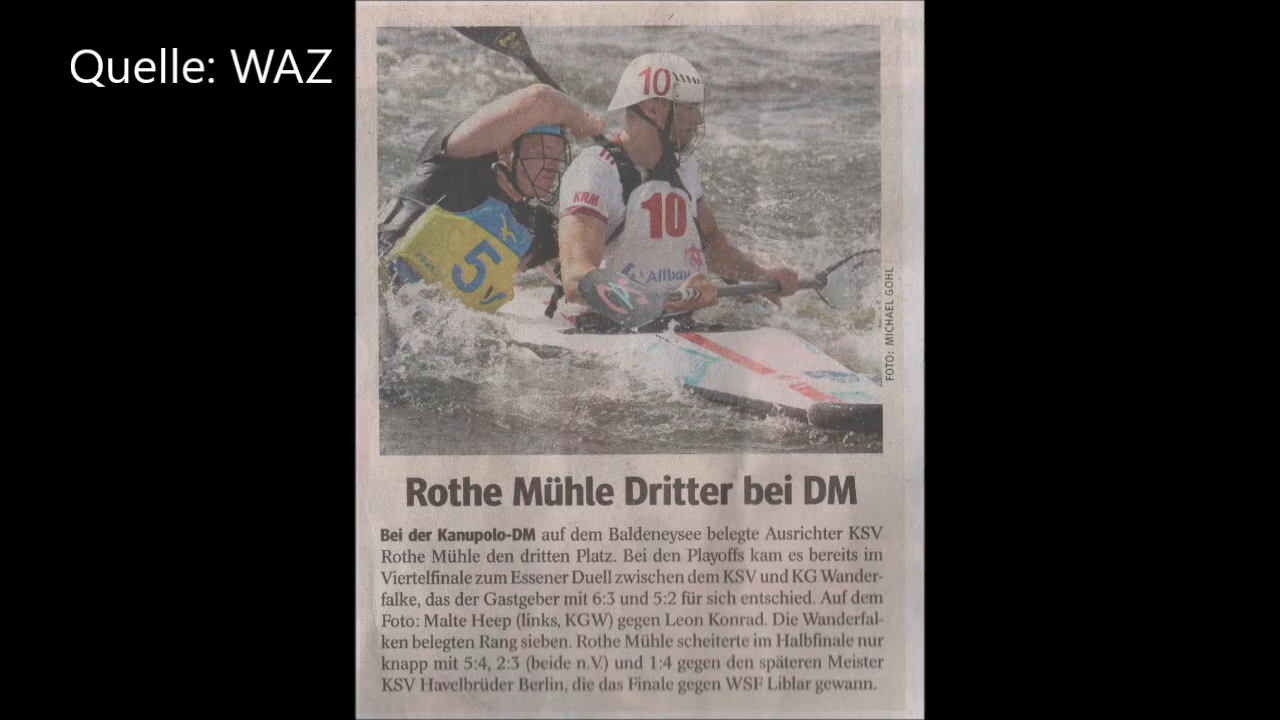 Quelle: WAZ
10
KRM
10
5
Allbau
FOTO: MICHAEL GOHL
Rothe Mühle Dritter bei DM
Bei der Kanupolo-DM auf dem Baldeneysee belegte Ausrichter KSV
Rothe Mühle den dritten Platz. Bei den Playoffs kam es bereits im
Viertelfinale zum Essener Duell zwischen dem KSV und KG Wander-
falke, das der Gastgeber mit 6:3 und 5:2 für sich entschied. Auf dem
Foto: Malte Heep (links, KGW) gegen Leon Konrad. Die Wanderfal-
ken belegten Rang sieben. Rothe Mühle scheiterte im Halbfinale nur
knapp mit 5:4, 2:3 (beide n.V.) und 1:4 gegen den späteren Meister
KSV Havelbrüder Berlin, die das Finale gegen WSF Liblar gewann.